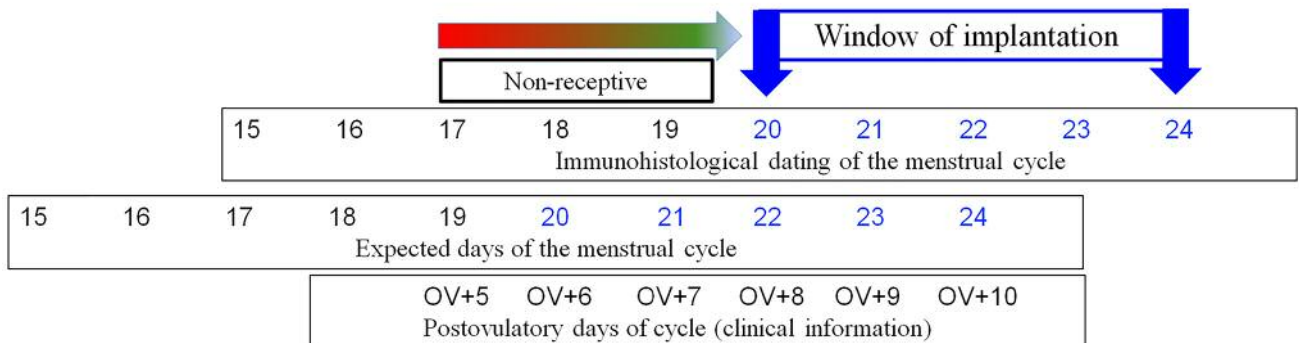 Window of implantation
Non-receptive
15 16 17 18 19 20 21 22 23 24
Immunohistological dating of the menstrual cycle
15 16 17 18 19 20 21 22 23 24
Expected days of the menstrual cycle
OV+5 OV+6 OV+7 OV+8 OV+9 OV+10
Postovulatory days of cycle (clinical information)